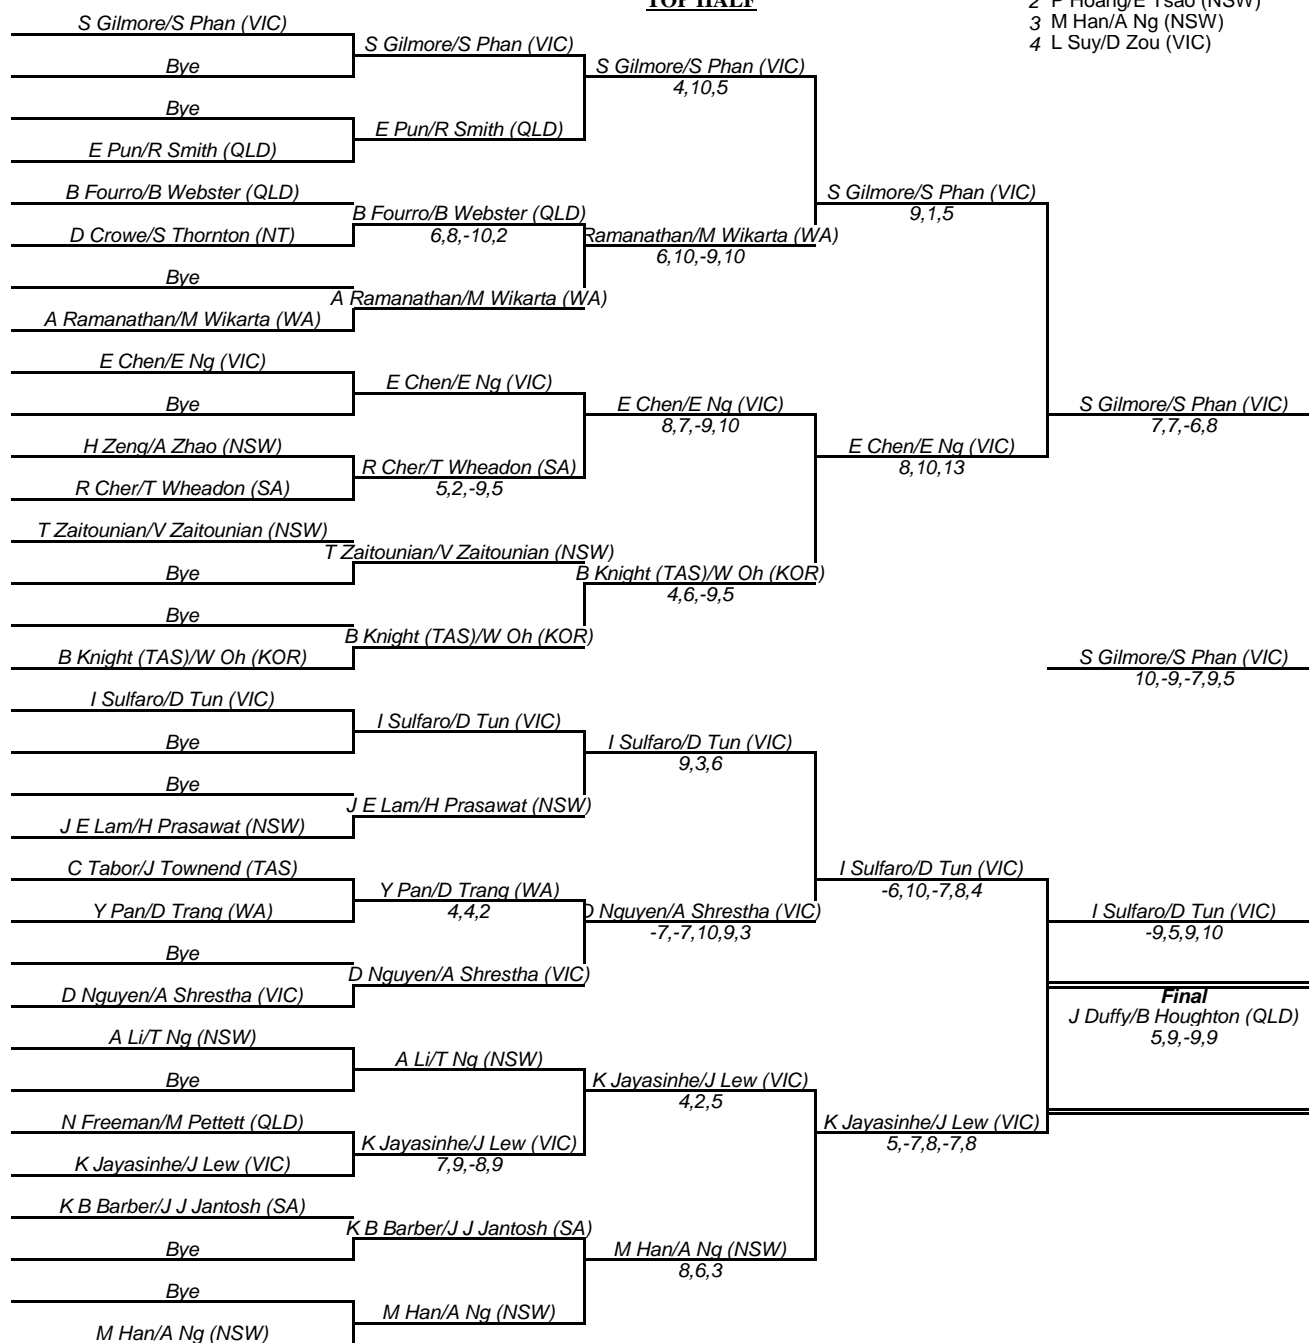 TOP HALF
2 P Hoang/E Tsao (NSW)
3 M Han/A Ng (NSW)
4 L Suy/D Zou (VIC)
S Gilmore/S Phan (VIC)
Bye
Bye
E Pun/R Smith (QLD)
B Fourro/B Webster (QLD)
D Crowe/S Thornton (NT)
Bye
A Ramanathan/M Wikarta (WA)
E Chen/E Ng (VIC)
Bye
H Zeng/A Zhao (NSW)
R Cher/T Wheadon (SA)
T Zaitounian/V Zaitounian (NSW)
Bye
Bye
B Knight (TAS)/W Oh (KOR)
I Sulfaro/D Tun (VIC)
Bye
Bye
J E Lam/H Prasawat (NSW)
C Tabor/J Townend (TAS)
Y Pan/D Trang (WA)
Bye
D Nguyen/A Shrestha (VIC)
A Li/T Ng (NSW)
Bye
N Freeman/M Pettett (QLD)
K Jayasinhe/J Lew (VIC)
K B Barber/J J Jantosh (SA)
Bye
Bye
M Han/A Ng (NSW)
S Gilmore/S Phan (VIC)
E Pun/R Smith (QLD)
B Fourro/B Webster (QLD)
6,8,-10,2
A Ramanathan/M Wikarta (WA)
E Chen/E Ng (VIC)
R Cher/T Wheadon (SA)
5,2,-9,5
T Zaitounian/V Zaitounian (NSW)
B Knight (TAS)/W Oh (KOR)
I Sulfaro/D Tun (VIC)
J E Lam/H Prasawat (NSW)
Y Pan/D Trang (WA)
4,4,2
D Nguyen/A Shrestha (VIC)
A Li/T Ng (NSW)
K Jayasinhe/J Lew (VIC)
7,9,-8,9
K B Barber/J J Jantosh (SA)
M Han/A Ng (NSW)
S Gilmore/S Phan (VIC)
4,10,5
Ramanathan/M Wikarta (WA)
6,10,-9,10
E Chen/E Ng (VIC)
8,7,-9,10
B Knight (TAS)/W Oh (KOR)
4,6,-9,5
I Sulfaro/D Tun (VIC)
9,3,6
D Nguyen/A Shrestha (VIC)
-7,-7,10,9,3
K Jayasinhe/J Lew (VIC)
4,2,5
M Han/A Ng (NSW)
8,6,3
S Gilmore/S Phan (VIC)
9,1,5
E Chen/E Ng (VIC)
8,10,13
I Sulfaro/D Tun (VIC)
-6,10,-7,8,4
K Jayasinhe/J Lew (VIC)
5,-7,8,-7,8
S Gilmore/S Phan (VIC)
7,7,-6,8
S Gilmore/S Phan (VIC)
10,-9,-7,9,5
I Sulfaro/D Tun (VIC)
-9,5,9,10
Final
J Duffy/B Houghton (QLD)
5,9,-9,9